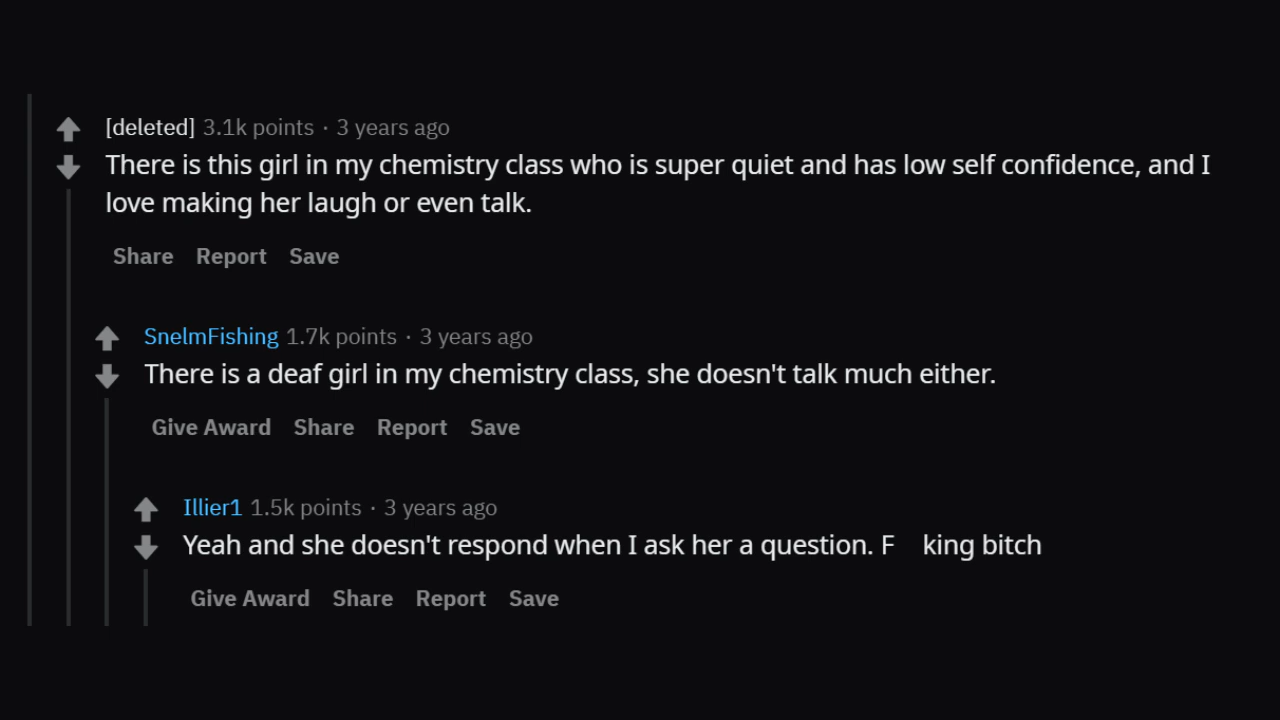 [deleted] 3.1k points · 3 years ago
There is this girl in my chemistry class who is super quiet and has low self confidence, and I
love making her laugh or even talk.
Share Report Save
SnelmFishing 1.7k points · 3 years ago
There is a deaf girl in my chemistry class, she doesn't talk much either.
Give Award Share Report Save
Illier1 1.5k points · 3 years ago
Yeah and she doesn't respond when I ask her a question. F king bitch
Give Award Share Report Save